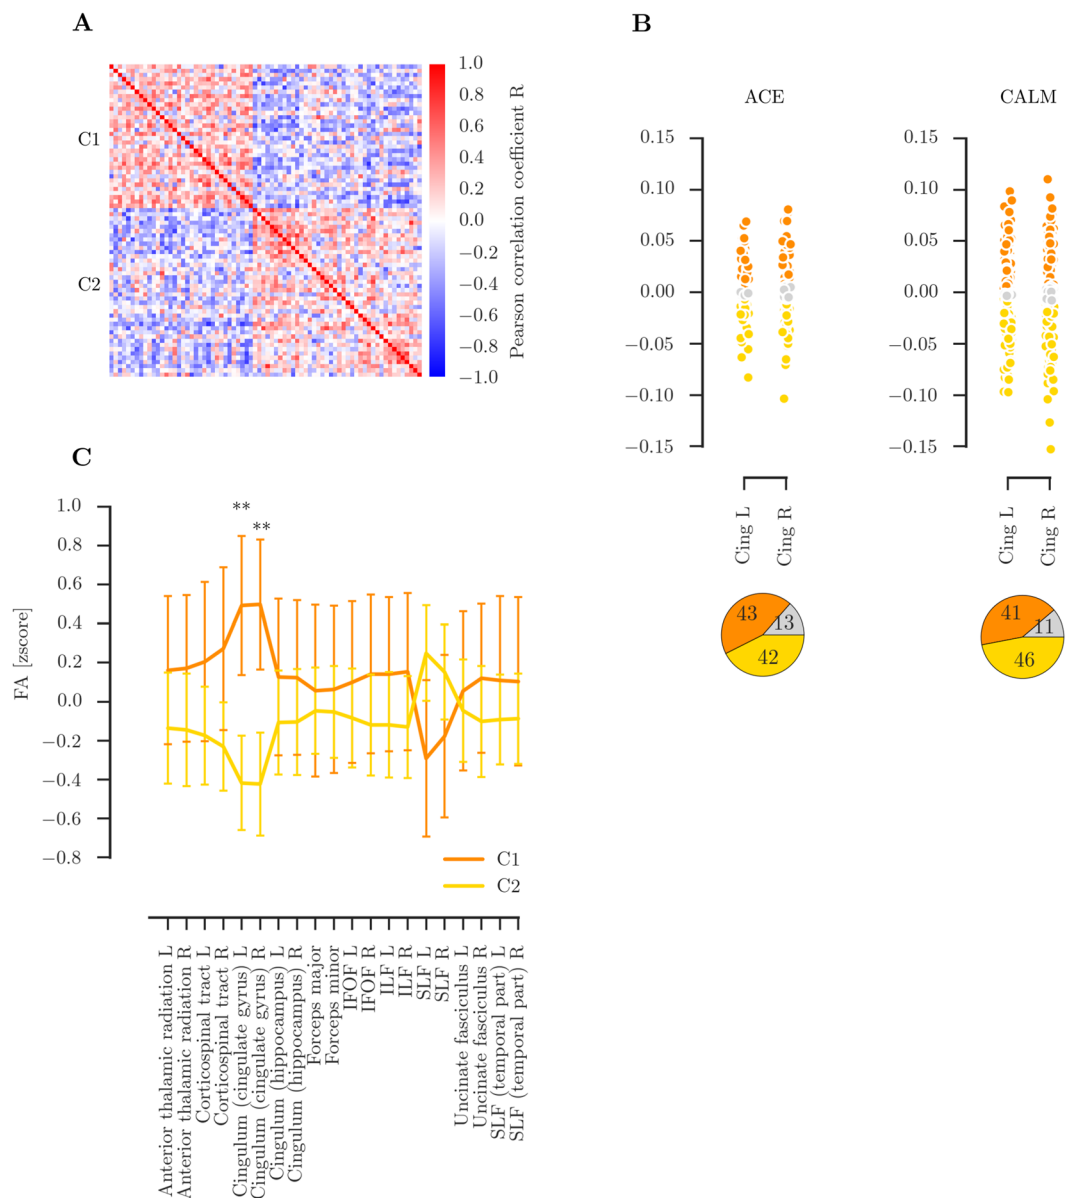 A
C1
C2
1.0
0.8
0.6
0.4
0.2
0.0
−0.2
−0.4
−0.6
−0.8
−1.0
Pearson correlation coefficient R
B
ACE
0.15
0.10
0.05
0.00
−0.05
−0.10
−0.15
Cing L
Cing R
43
13
42
CALM
0.15
0.10
0.05
0.00
−0.05
−0.10
−0.15
Cing L
Cing R
41
11
46
C
FA [zscore]
1.0
0.8
0.6
0.4
0.2
0.0
−0.2
−0.4
−0.6
−0.8
**
**
C1
C2
Anterior thalamic radiation L
Anterior thalamic radiation R
Corticospinal tract L
Corticospinal tract R
Cingulum (cingulate gyrus) L
Cingulum (cingulate gyrus) R
Cingulum (hippocampus) L
Cingulum (hippocampus) R
Forceps major
Forceps minor
IFOF L
IFOF R
ILF L
ILF R
SLF L
SLF R
Uncinate fasciculus L
Uncinate fasciculus R
SLF (temporal part) L
SLF (temporal part) R